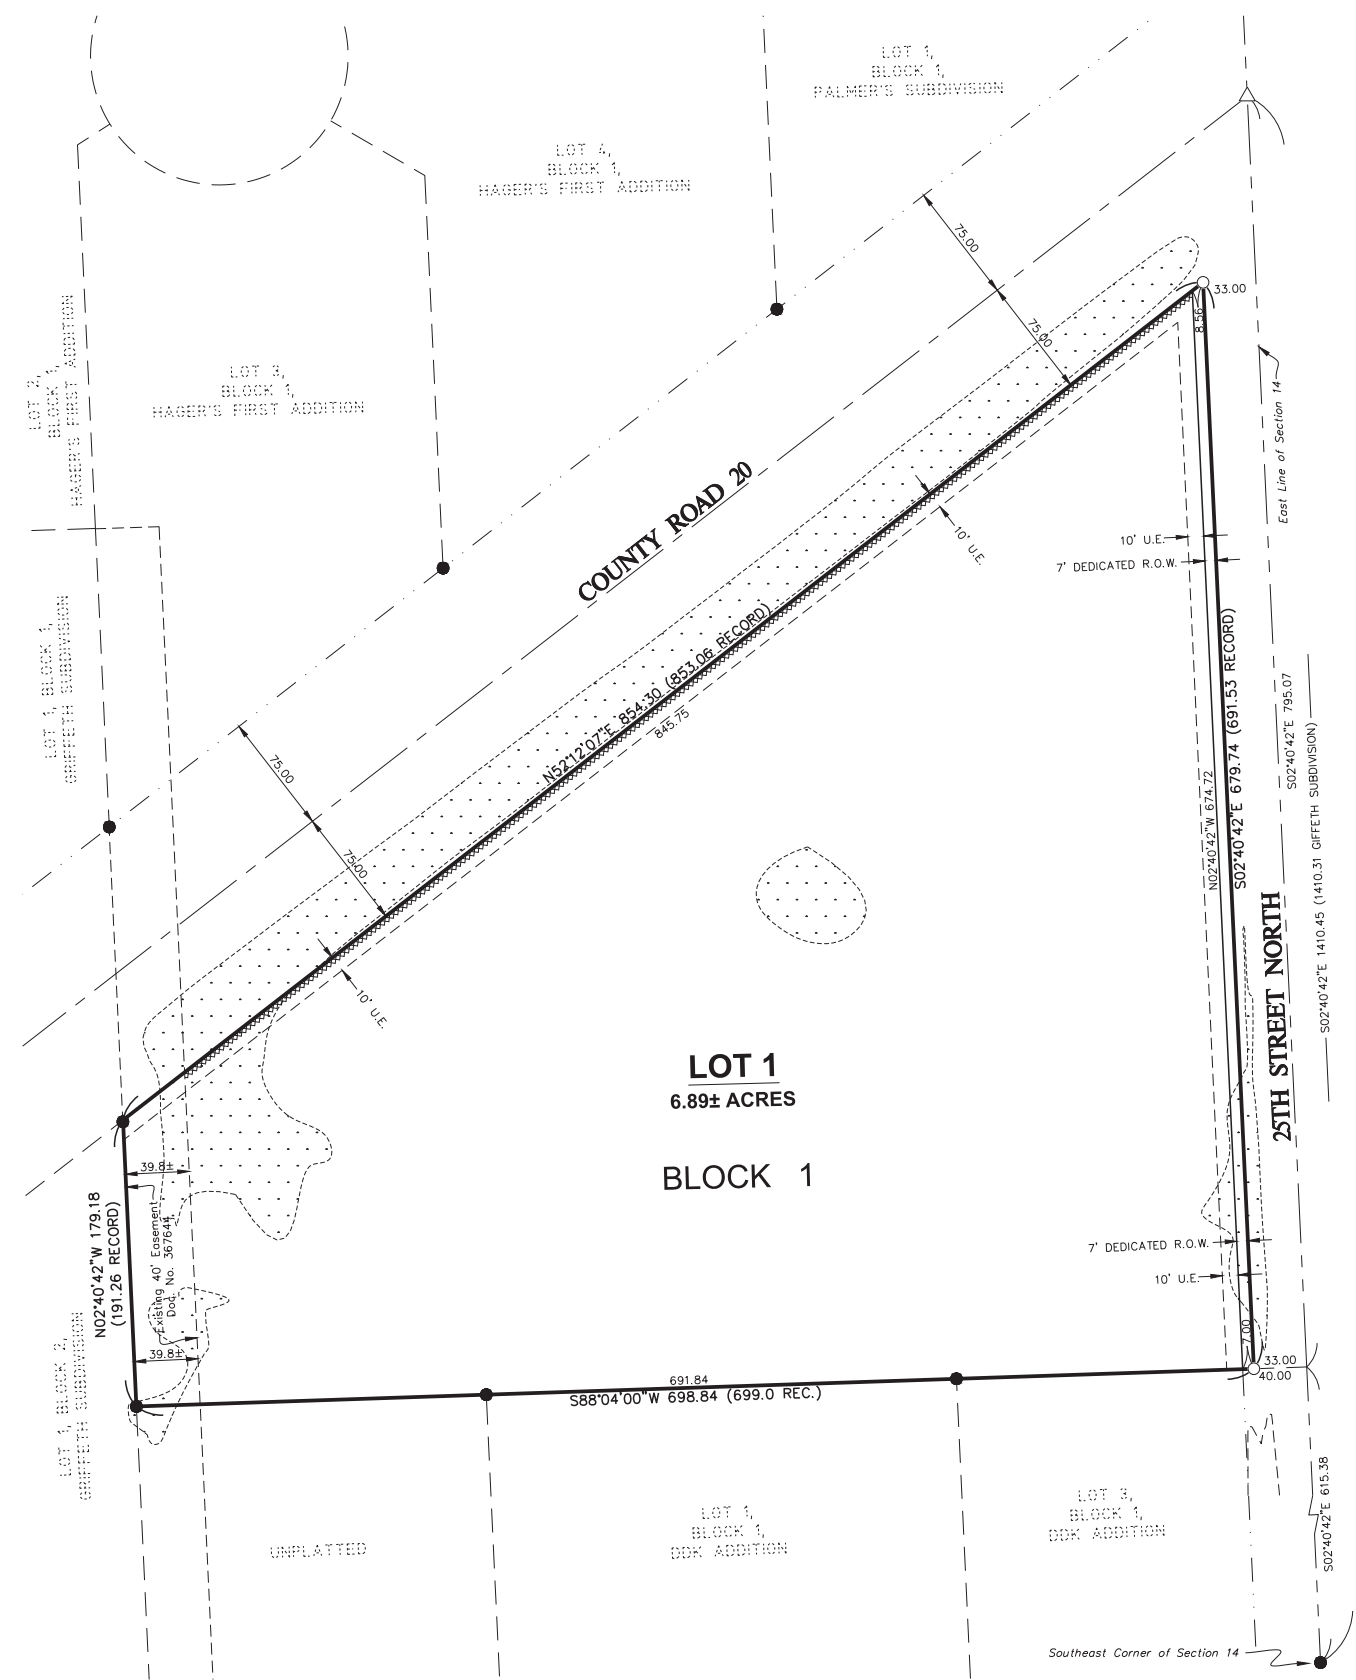 LOT 1,
BLOCK 1,
PALMER'S SUBDIVISION
LOT 4,
BLOCK 1,
HAGER'S FIRST ADDITION
LOT 2,
BLOCK 1,
HAGER'S FIRST ADDITION
LOT 3,
BLOCK 1,
HAGER'S FIRST ADDITION
75.00
75.00
33.00
8.56
East Line of Section 14
COUNTY ROAD 20
10' U.E.
10' U.E.
7' DEDICATED R.O.W.
LOT 1, BLOCK 1,
GRIFFETH SUBDIVISION
N52°12'07"E 854.30 (853.06 RECORD)
845.75
75.00
75.00
10' U.E.
N02°40'42"W 674.72
S02°40'42"E 679.74 (691.53 RECORD)
S02°40'42"E 795.07
S02°40'42"E 1410.45 (1410.31 GIFFETH SUBDIVISION)
25TH STREET NORTH
LOT 1
6.89± ACRES
BLOCK 1
39.8±
N02°40'42"W 179.18
(191.26 RECORD)
Existing 40' Easement
Doc. No. 367644
39.8±
7' DEDICATED R.O.W.
10' U.E.
7.00
33.00
40.00
691.84
S88°04'00"W 698.84 (699.0 REC.)
LOT 1, BLOCK 2,
GRIFFETH SUBDIVISION
UNPLATTED
LOT 1,
BLOCK 1,
DDK ADDITION
LOT 3,
BLOCK 1,
DDK ADDITION
S02°40'42"E 615.38
Southeast Corner of Section 14